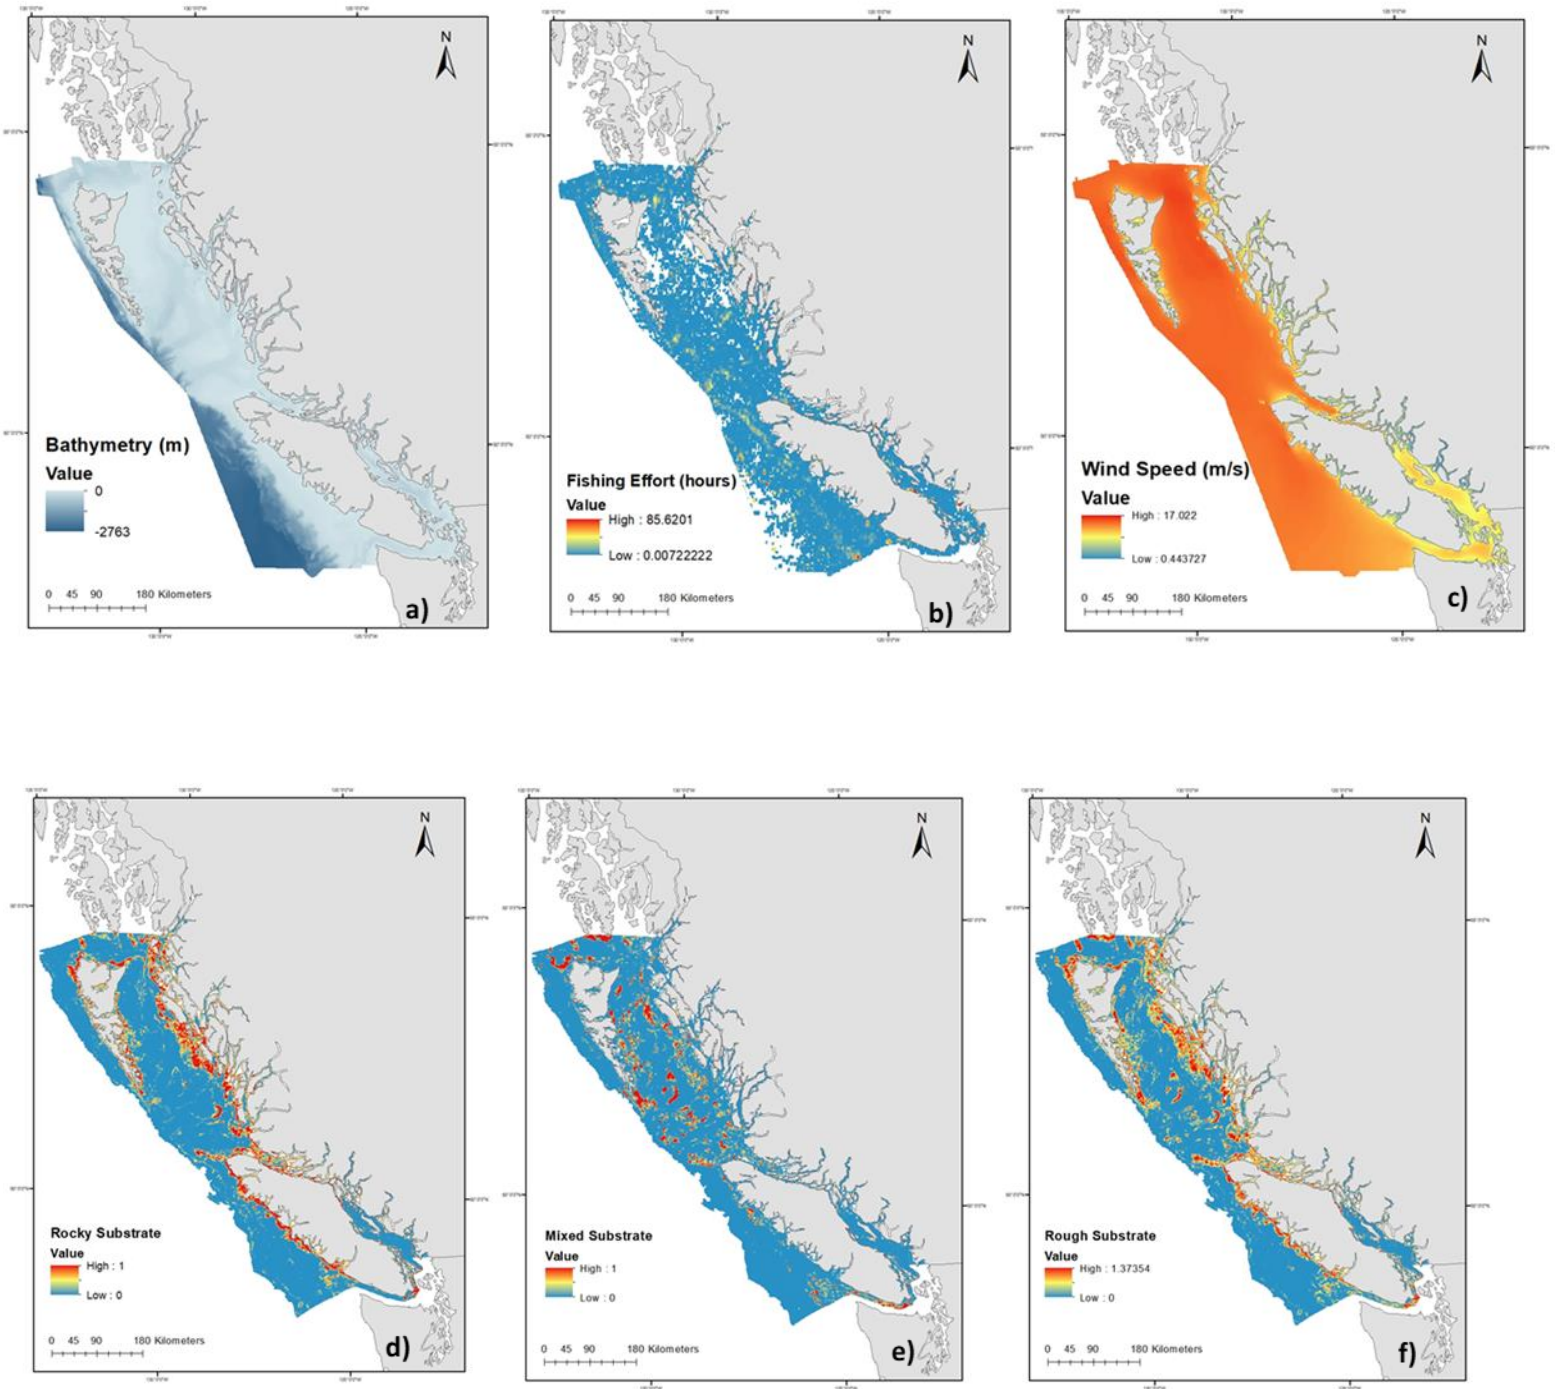 N
Bathymetry (m)
Value
0
-2763
0 45 90 180 Kilometers
a)
N
Fishing Effort (hours)
Value
High : 85.6201
Low : 0.00722222
0 45 90 180 Kilometers
b)
N
Wind Speed (m/s)
Value
High : 17.022
Low : 0.443727
0 45 90 180 Kilometers
c)
N
Rocky Substrate
Value
High : 1
Low : 0
0 45 90 180 Kilometers
d)
N
Mixed Substrate
Value
High : 1
Low : 0
0 45 90 180 Kilometers
e)
N
Rough Substrate
Value
High : 1.37354
Low : 0
0 45 90 180 Kilometers
f)